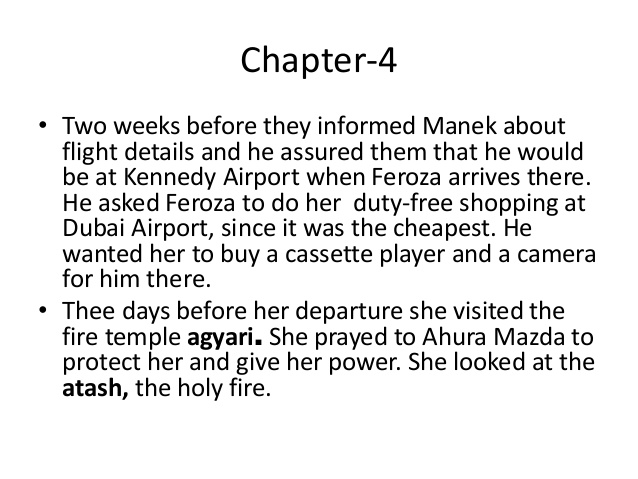 Chapter-4
• Two weeks before they informed Manek about
flight details and he assured them that he would
be at Kennedy Airport when Feroza arrives there.
He asked Feroza to do her  duty-free shopping at
Dubai Airport, since it was the cheapest. He
wanted her to buy a cassette player and a camera
for him there.
• Thee days before her departure she visited the
fire temple agyari. She prayed to Ahura Mazda to
protect her and give her power. She looked at the
atash, the holy fire.